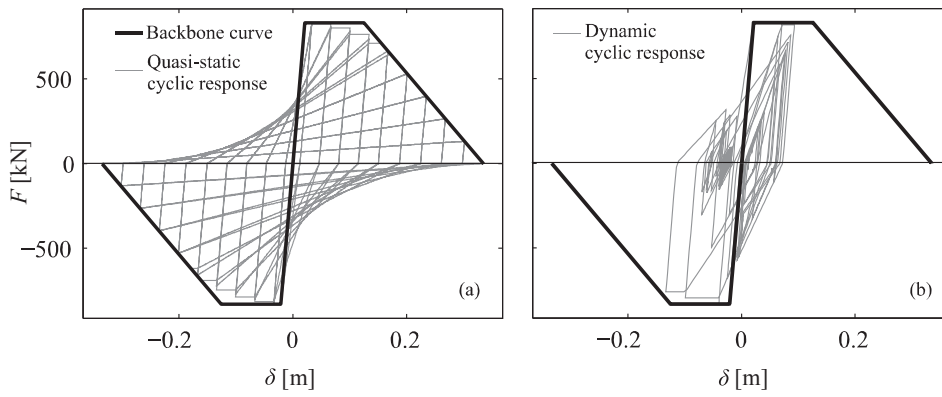 Backbone curve
Quasi-static
cyclic response
500
0
−500
F [kN]
(a)
−0.2
0
0.2
δ [m]
Dynamic
cyclic response
(b)
−0.2
0
0.2
δ [m]